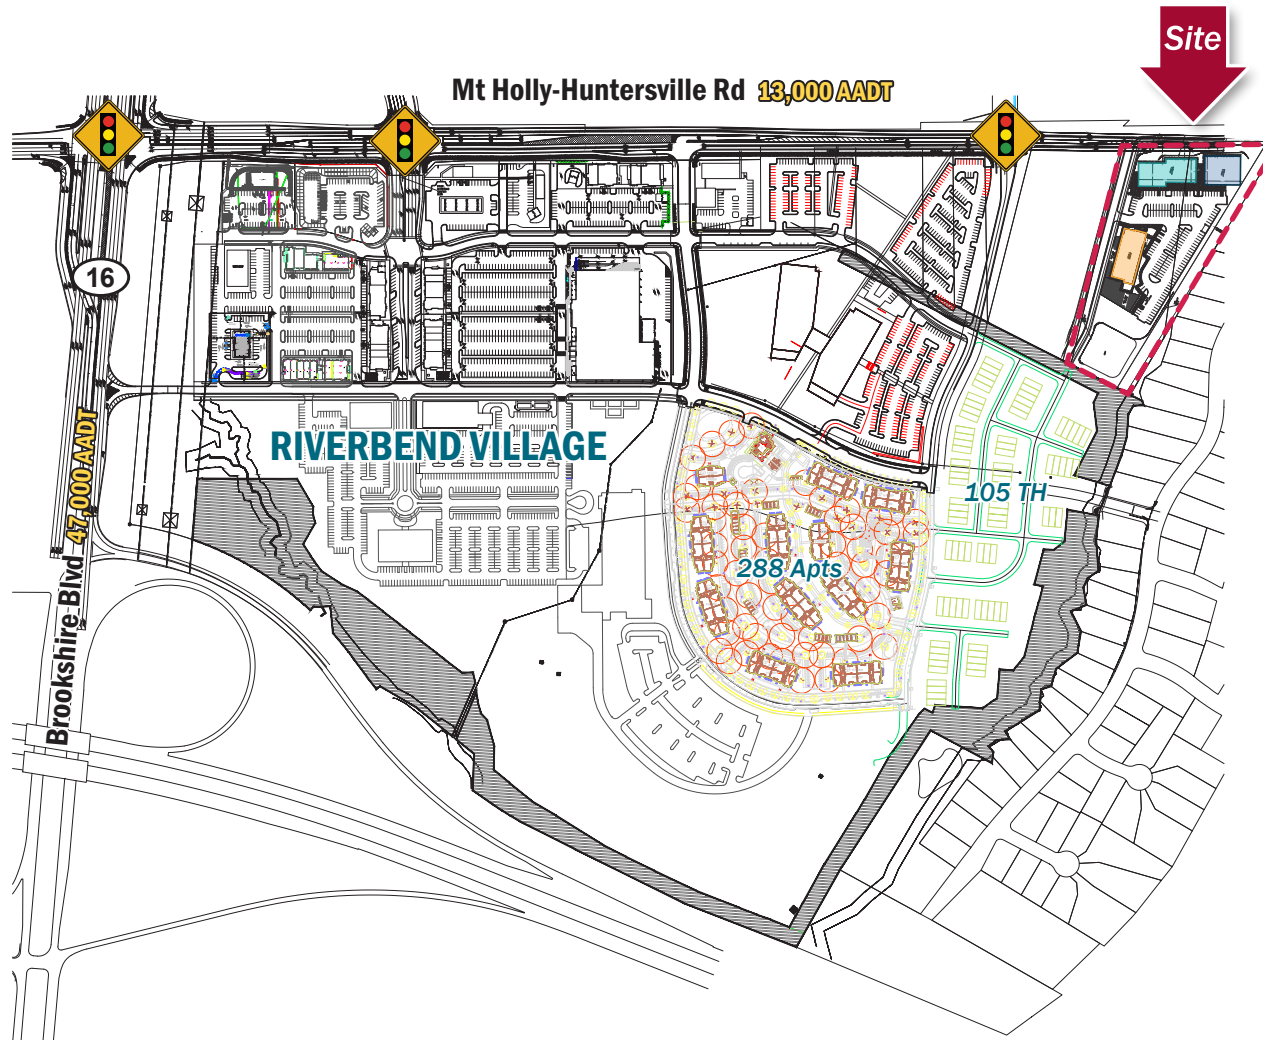 Site
Mt Holly-Huntersville Rd 13,000 AADT
16
RIVERBEND VILLAGE
47,000 AADT
105 TH
288 Apts
Brookshire Blvd